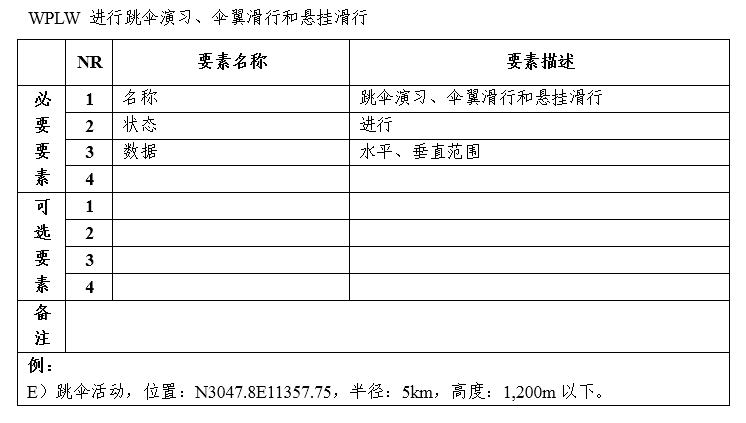 WPLW 进行跳伞演习、伞翼滑行和悬挂滑行
NR 要素名称 要素描述
必要要素
1 名称 跳伞演习、伞翼滑行和悬挂滑行
2 状态 进行
3 数据 水平、垂直范围
4
可选要素
1
2
3
4
备注
例：
E）跳伞活动，位置：N3047.8E11357.75，半径：5km，高度：1,200m以下。